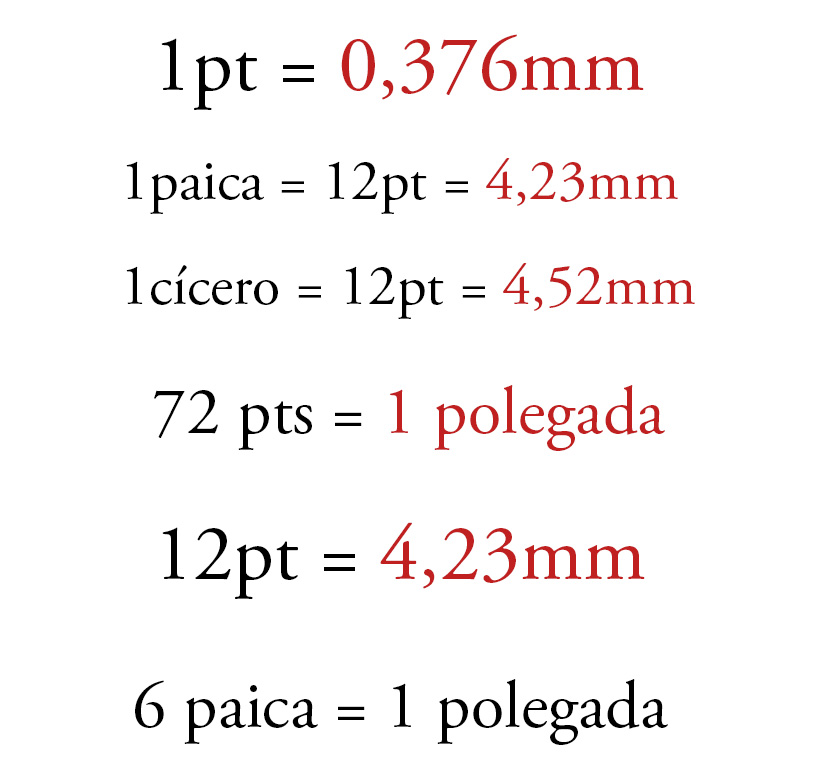 1pt = 0,376mm
1paica = 12pt = 4,23mm
1cícero = 12pt = 4,52mm
72 pts = 1 polegada
12pt = 4,23mm
6 paica = 1 polegada